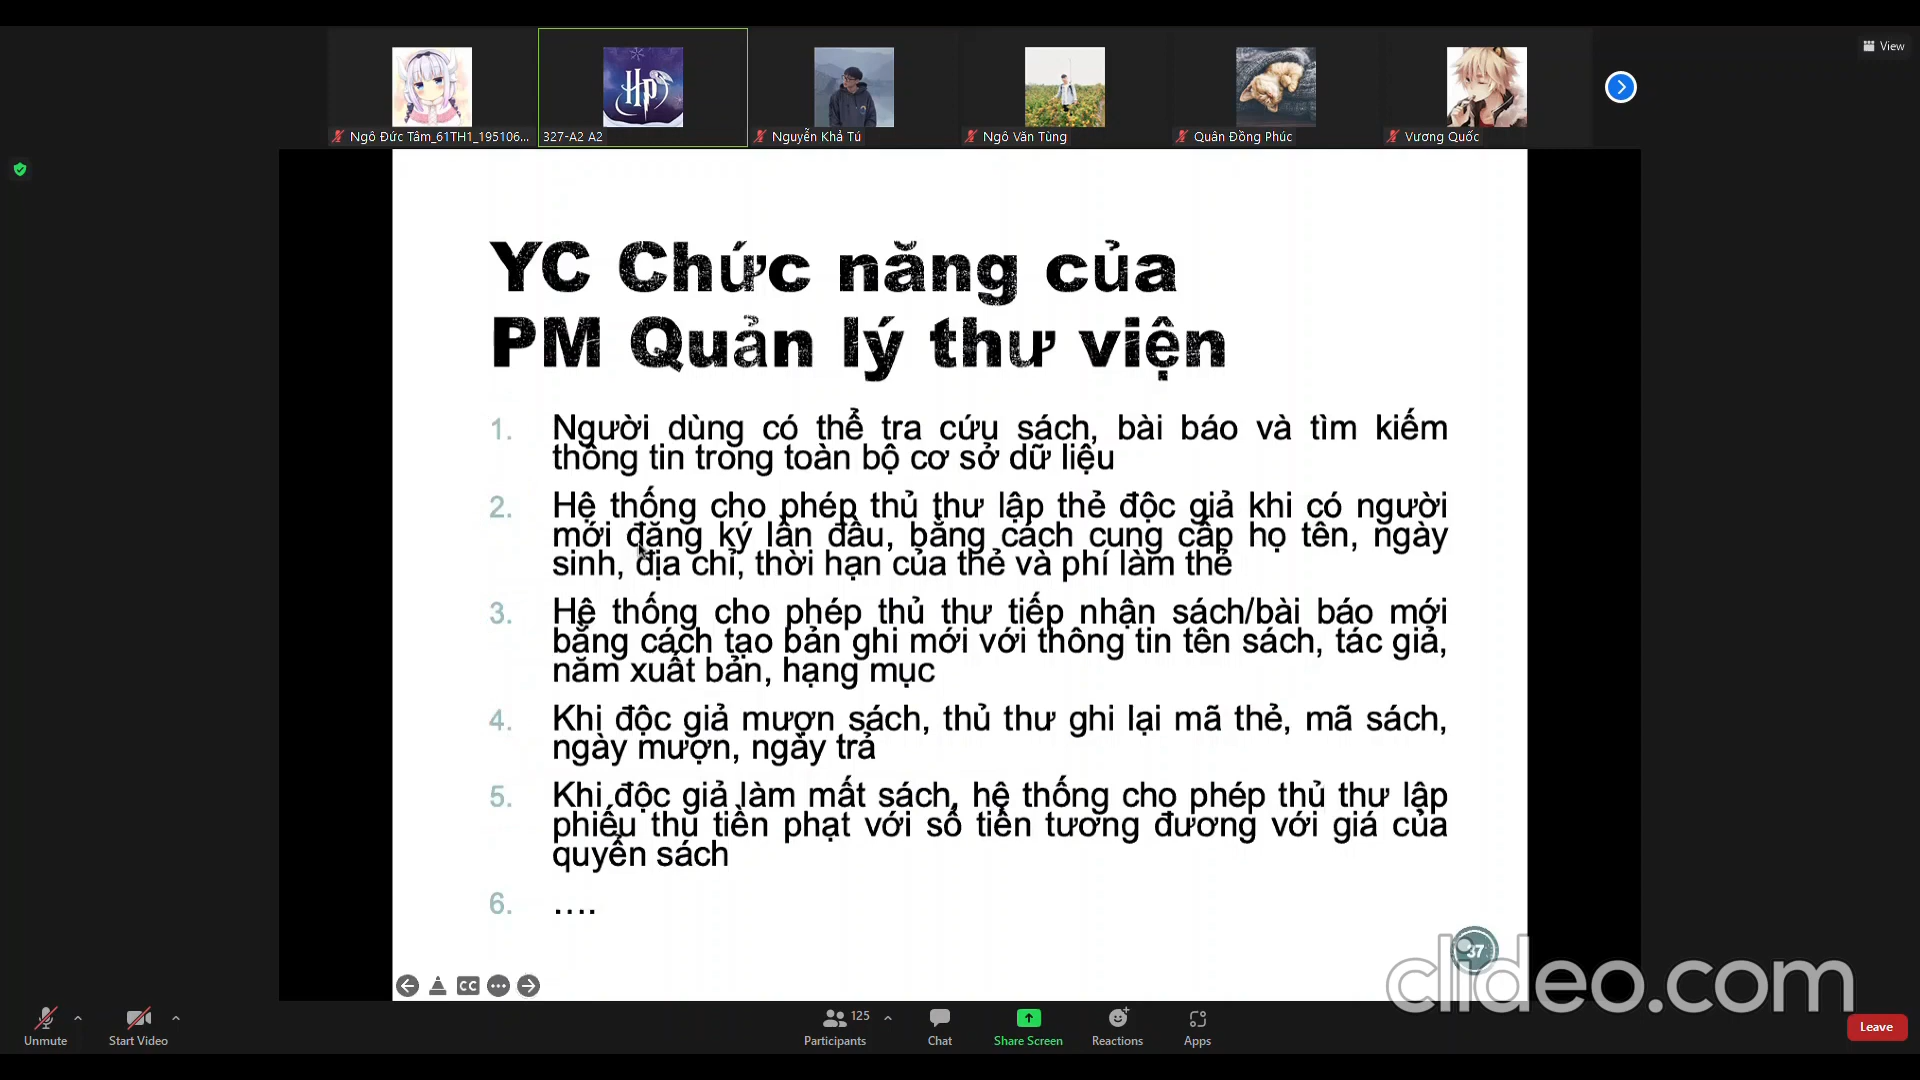 View
Ngô Đức Tâm_61TH1_195106...
327-A2 A2
Nguyễn Khả Tú
Ngô Văn Tùng
Quân Đồng Phúc
Vương Quốc
HP
YC Chức năng của
PM Quản lý thư viện
1. Người dùng có thể tra cứu sách, bài báo và tìm kiếm
thông tin trong toàn bộ cơ sở dữ liệu
2. Hệ thống cho phép thủ thư lập thẻ độc giả khi có người
mới đăng ký lần đầu, bằng cách cung cấp họ tên, ngày
sinh, địa chỉ, thời hạn của thẻ và phí làm thẻ
3. Hệ thống cho phép thủ thư tiếp nhận sách/bài báo mới
bằng cách tạo bản ghi mới với thông tin tên sách, tác giả,
năm xuất bản, hạng mục
4. Khi độc giả mượn sách, thủ thư ghi lại mã thẻ, mã sách,
ngày mượn, ngày trả
5. Khi độc giả làm mất sách, hệ thống cho phép thủ thư lập
phiếu thu tiền phạt với số tiền tương đương với giá của
quyển sách
6. ....
37
clideo.com
CC
Unmute
Start Video
125
Participants
Chat
Share Screen
Reactions
Apps
Leave